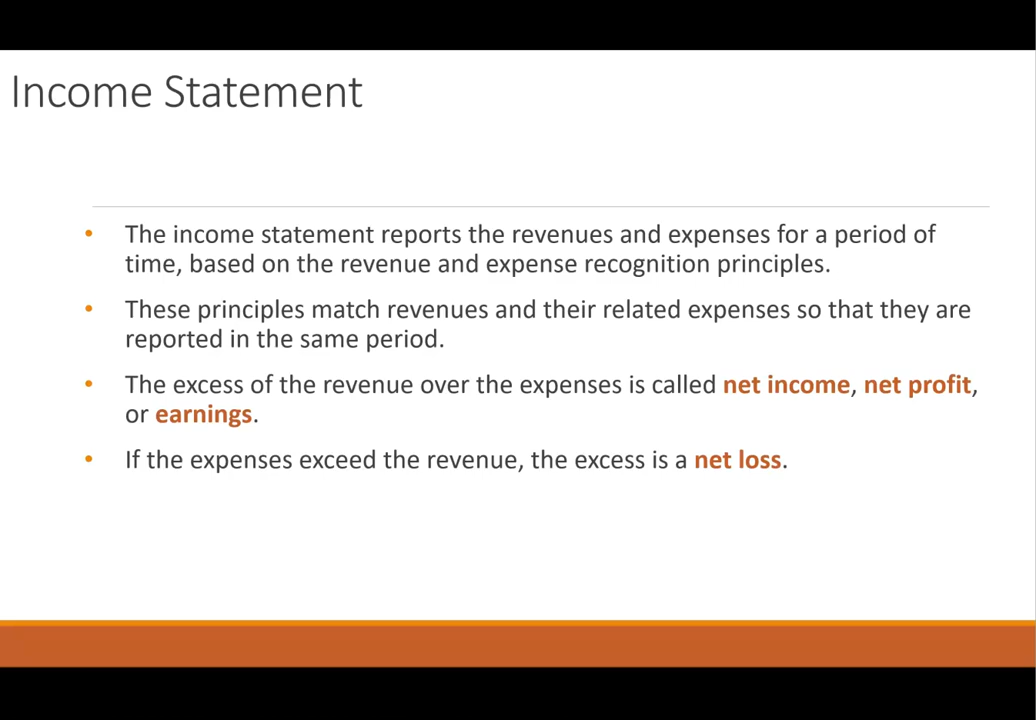 Income Statement
• The income statement reports the revenues and expenses for a period of
time, based on the revenue and expense recognition principles.
• These principles match revenues and their related expenses so that they are
reported in the same period.
• The excess of the revenue over the expenses is called net income, net profit,
or earnings.
• If the expenses exceed the revenue, the excess is a net loss.